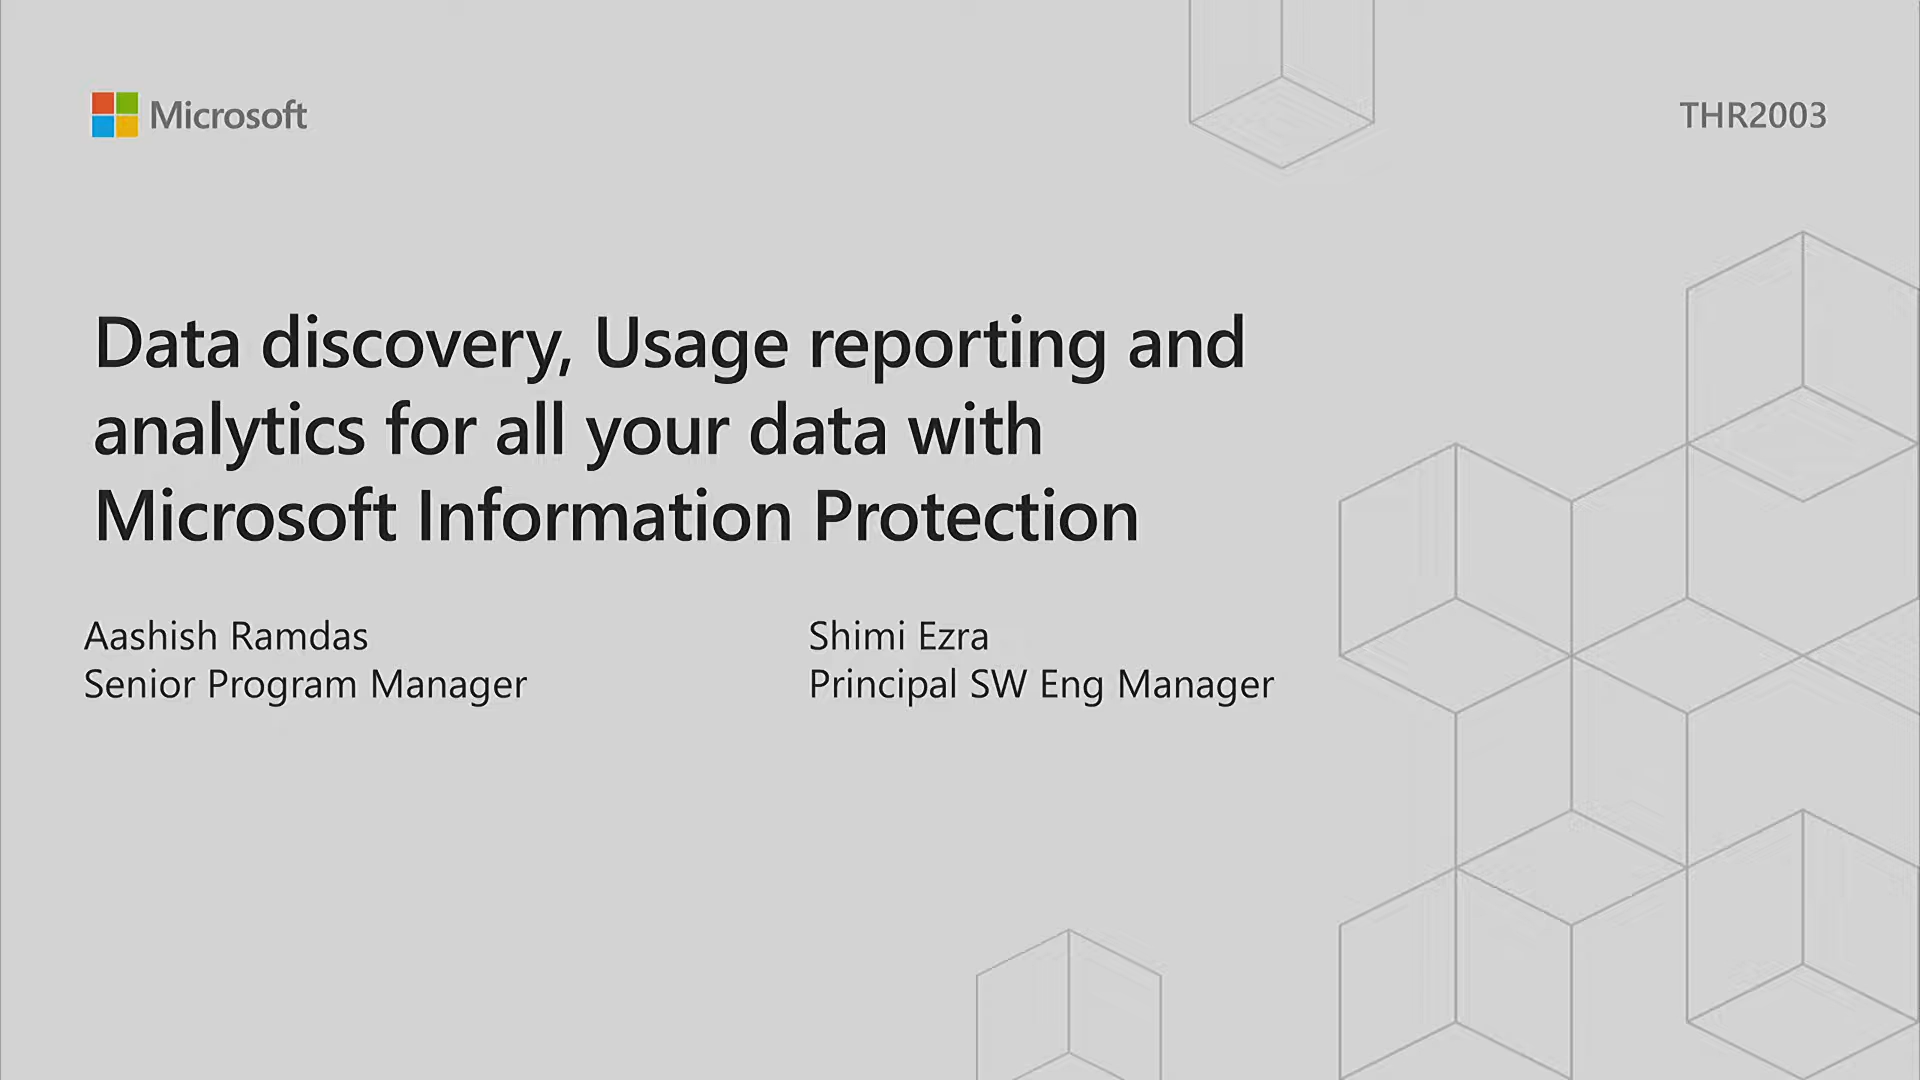 Microsoft
THR2003
Data discovery, Usage reporting and
analytics for all your data with
Microsoft Information Protection
Aashish Ramdas
Senior Program Manager
Shimi Ezra
Principal SW Eng Manager